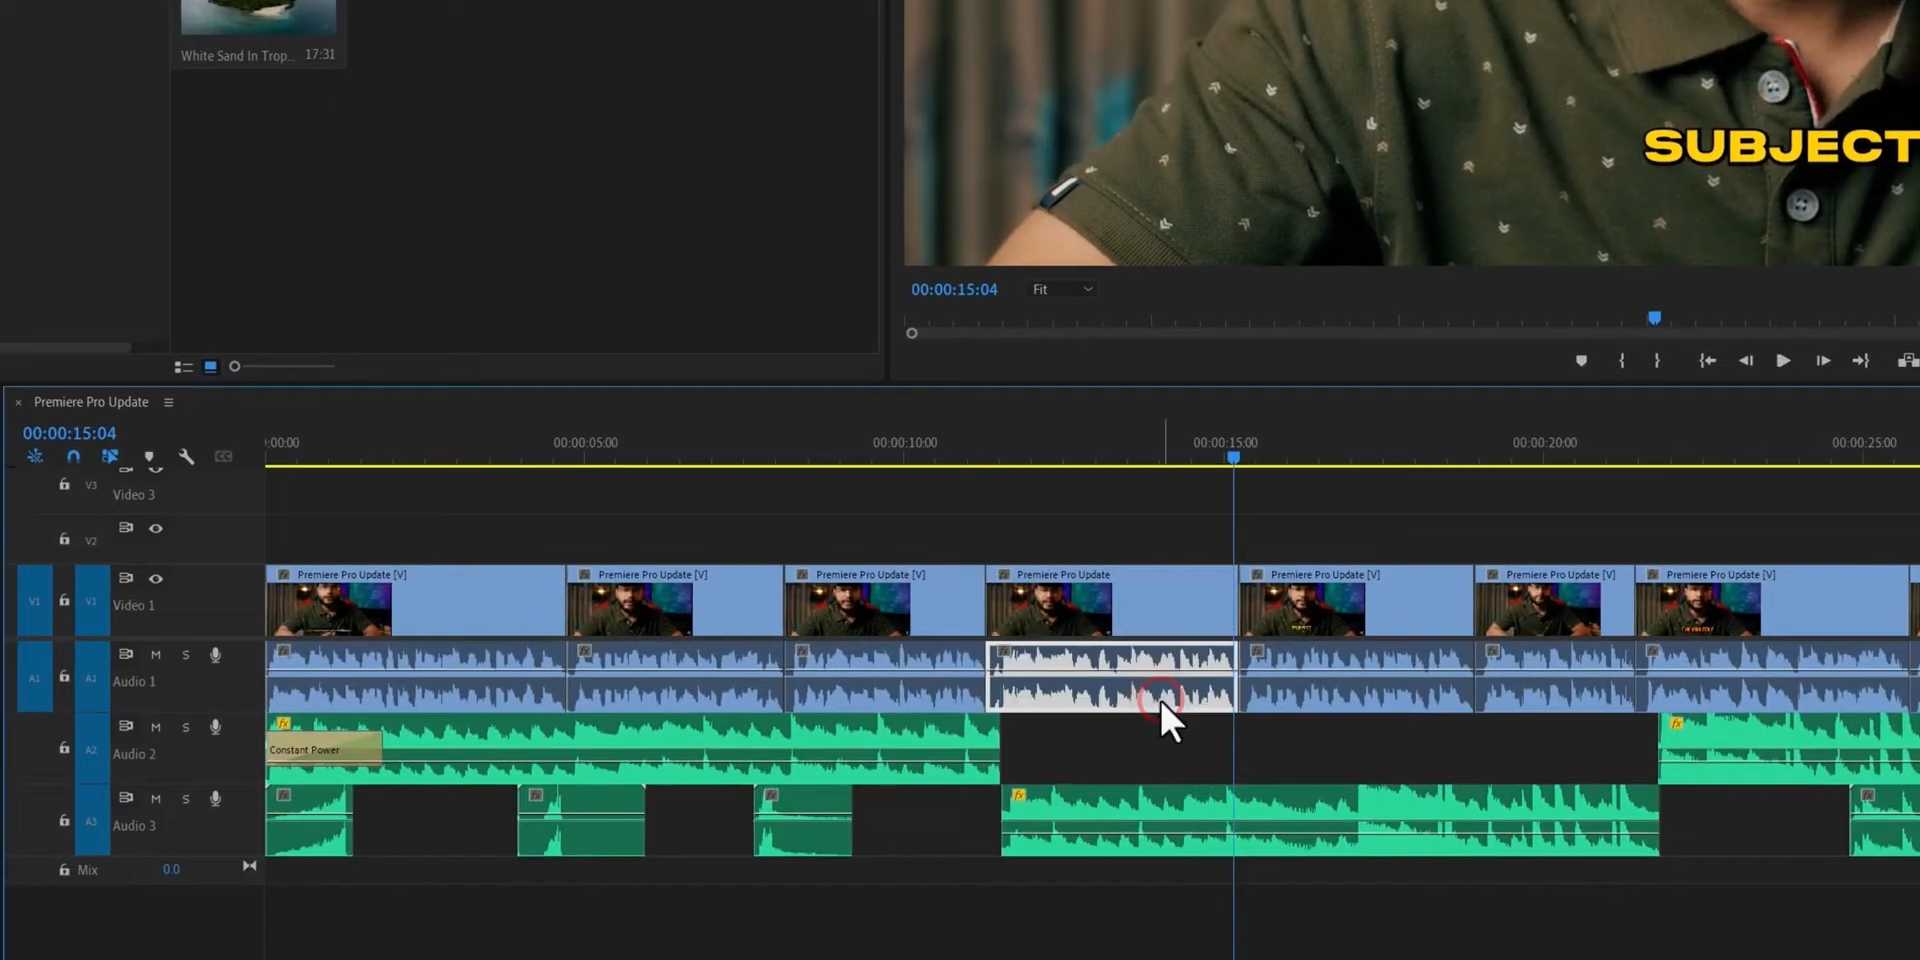 White Sand In Trop... 17:31
SUBJECT
00:00:15:04 Fit
Premiere Pro Update
00:00:15:04
:00:00 00:00:05:00 00:00:10:00 00:00:15:00 00:00:20:00 00:00:25:00
V3 Video 3
V2
Premiere Pro Update [V] Premiere Pro Update [V] Premiere Pro Update [V] Premiere Pro Update Premiere Pro Update [V] Premiere Pro Update [V] Premiere Pro Update [V]
V1 V1 Video 1
M S
A1 A1 Audio 1
M S
A2 Audio 2
Constant Power
M S
A3 Audio 3
Mix 0.0